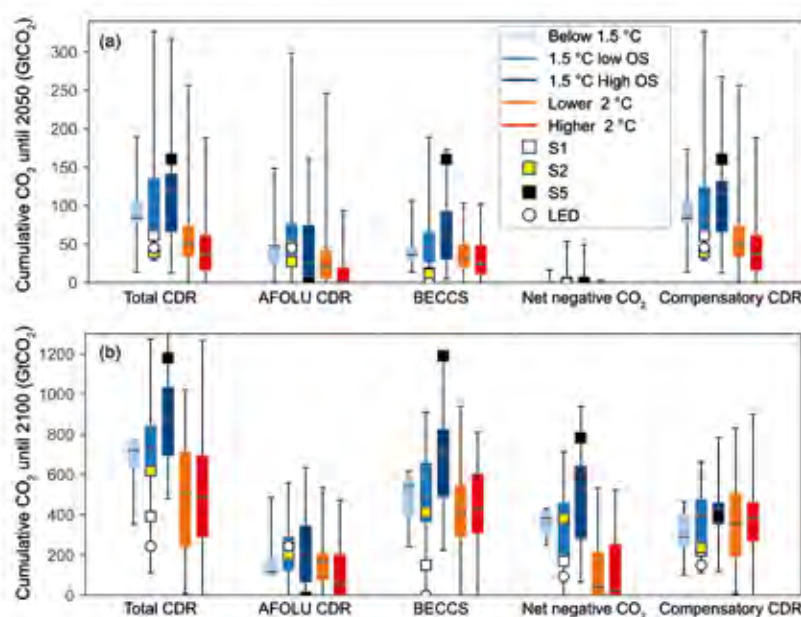 Cumulative CO₂ until 2050 (GtCO₂)
(a)
300
250
200
150
100
50
0
Below 1.5 °C
1.5 °C low OS
1.5 °C High OS
Lower 2 °C
Higher 2 °C
S1
S2
S5
LED
Total CDR
AFOLU CDR
BECCS
Net negative CO₂
Compensatory CDR
Cumulative CO₂ until 2100 (GtCO₂)
(b)
1200
1000
800
600
400
200
0
Total CDR
AFOLU CDR
BECCS
Net negative CO₂
Compensatory CDR